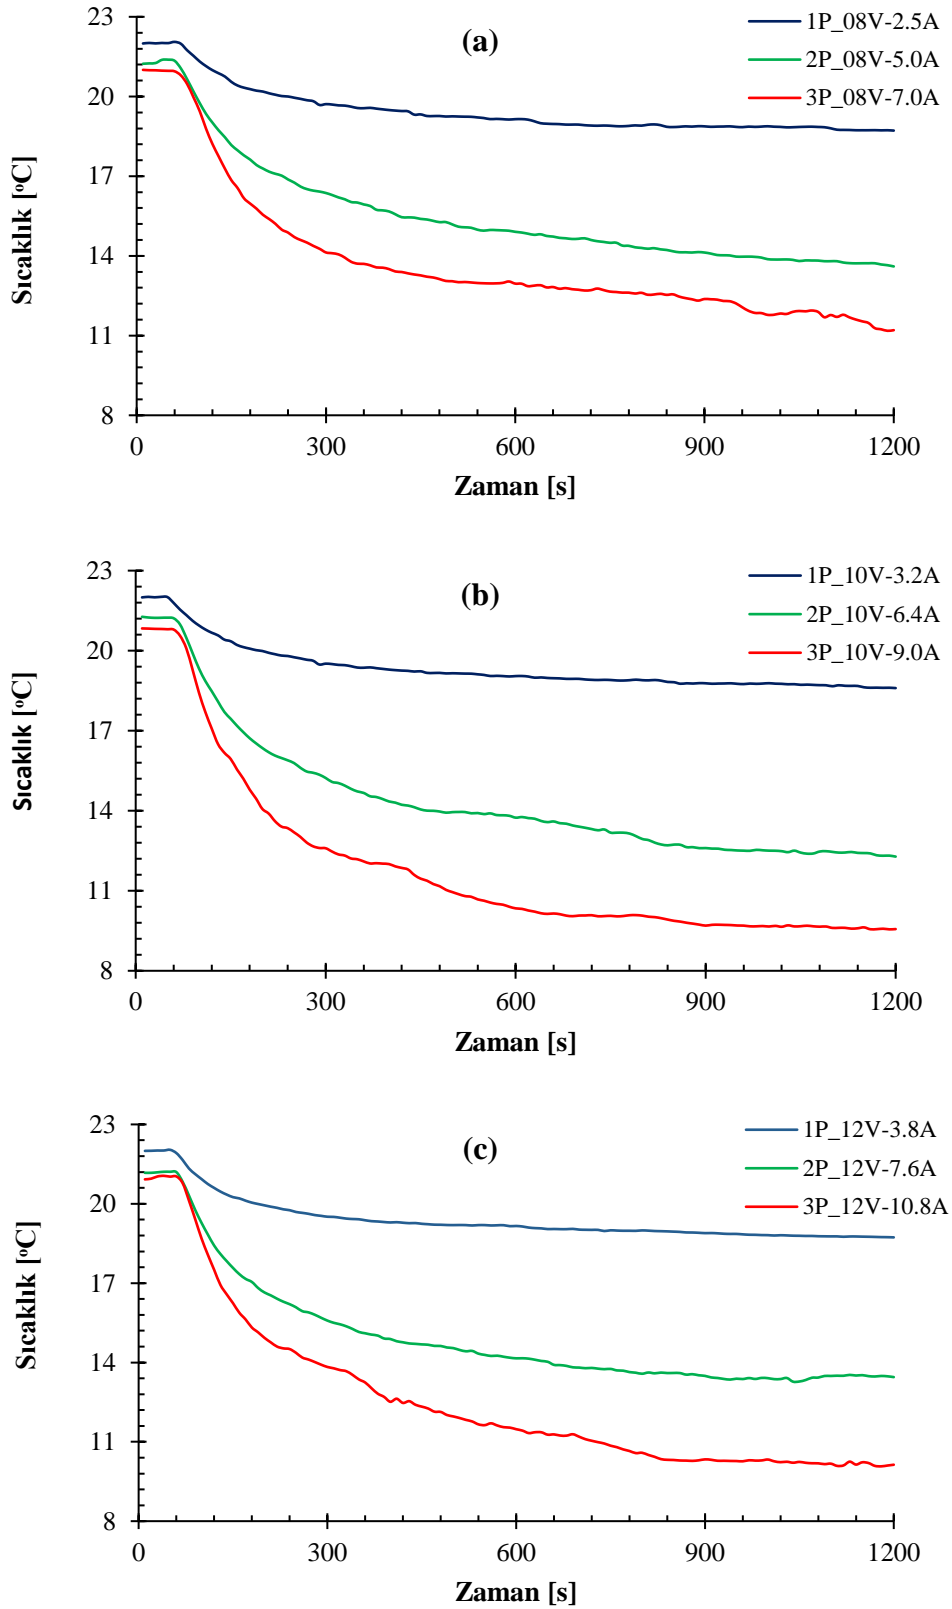 23
20
17
14
11
8
0 300 600 900 1200
Sıcaklık [ºC]
Zaman [s]
(a)
1P_08V-2.5A
2P_08V-5.0A
3P_08V-7.0A
23
20
17
14
11
8
0 300 600 900 1200
Sıcaklık [ºC]
Zaman [s]
(b)
1P_10V-3.2A
2P_10V-6.4A
3P_10V-9.0A
23
20
17
14
11
8
0 300 600 900 1200
Sıcaklık [ºC]
Zaman [s]
(c)
1P_12V-3.8A
2P_12V-7.6A
3P_12V-10.8A